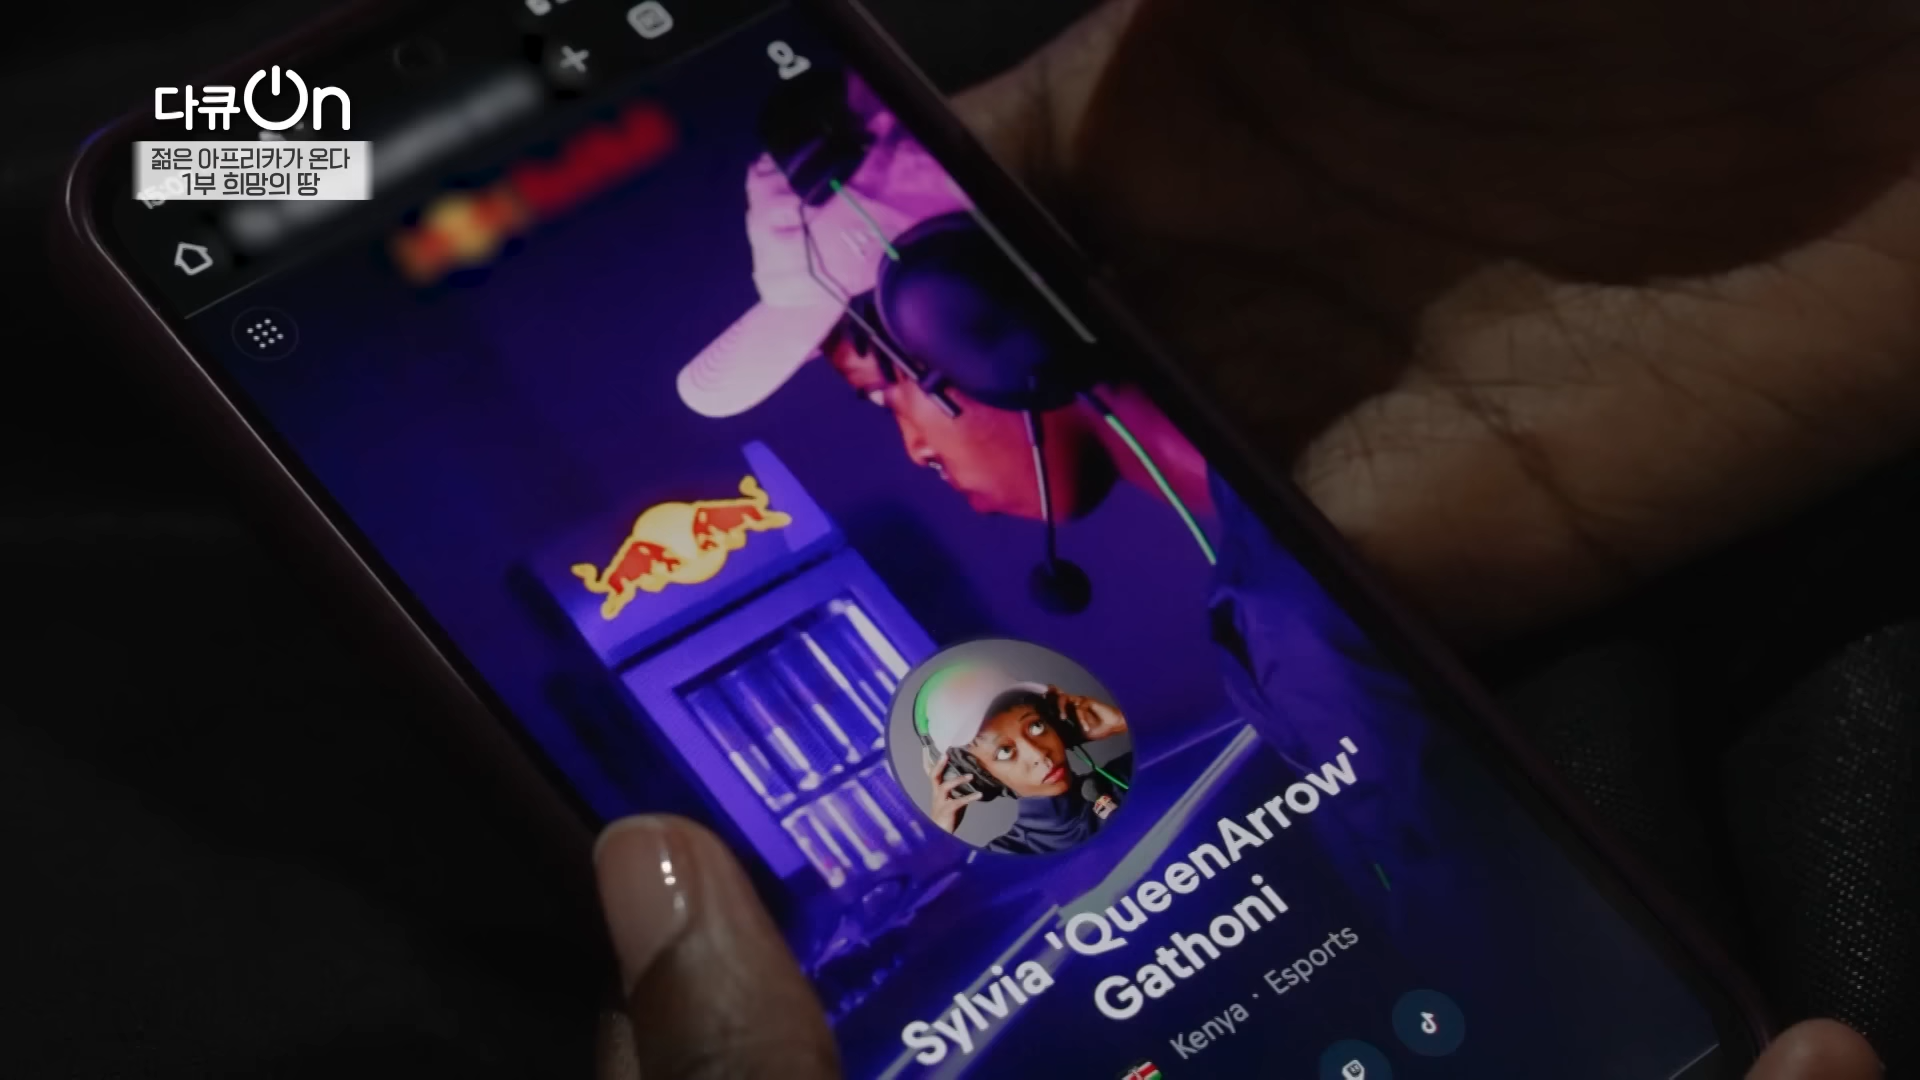 다큐On
젊은 아프리카가 온다
1부 희망의 땅
Sylvia 'QueenArrow'
Gathoni
Kenya · Esports